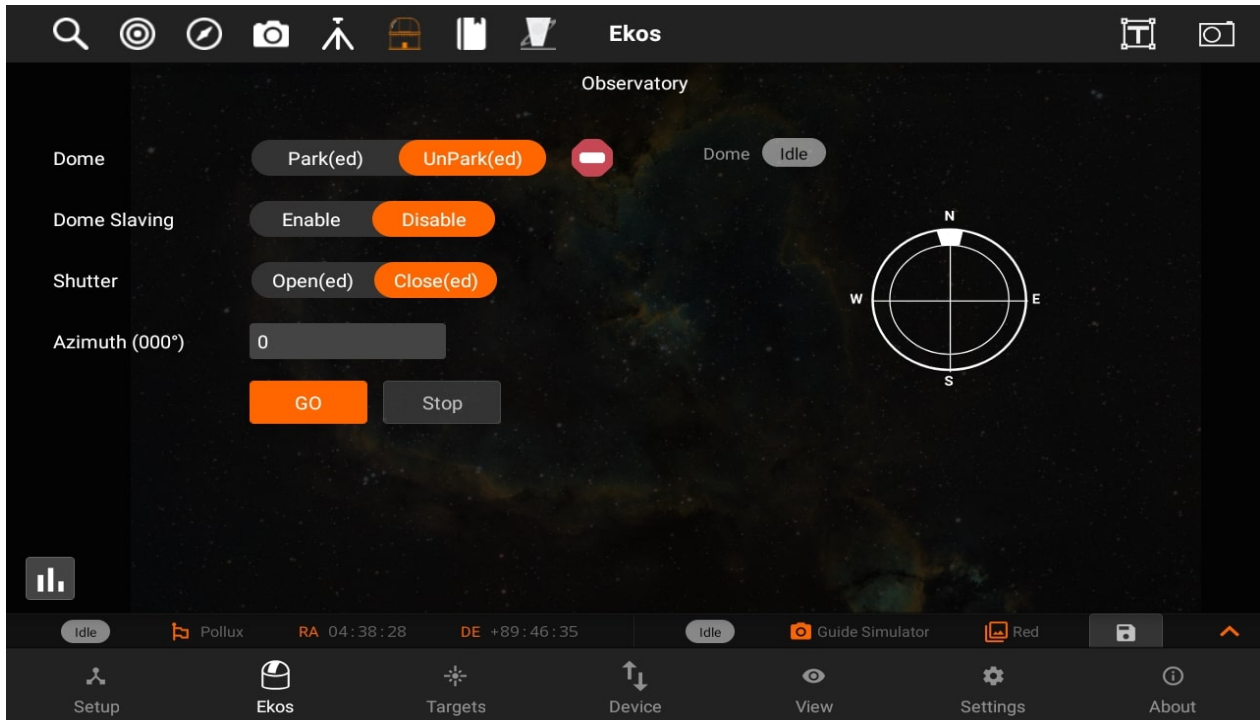 Ekos
T
Observatory
Dome Park(ed) UnPark(ed) Dome Idle
Dome Slaving Enable Disable
N
Shutter Open(ed) Close(ed)
W E
Azimuth (000°) 0
S
GO Stop
Idle Pollux RA 04:38:28 DE +89:46:35 Idle Guide Simulator Red
Setup Ekos Targets Device View Settings About